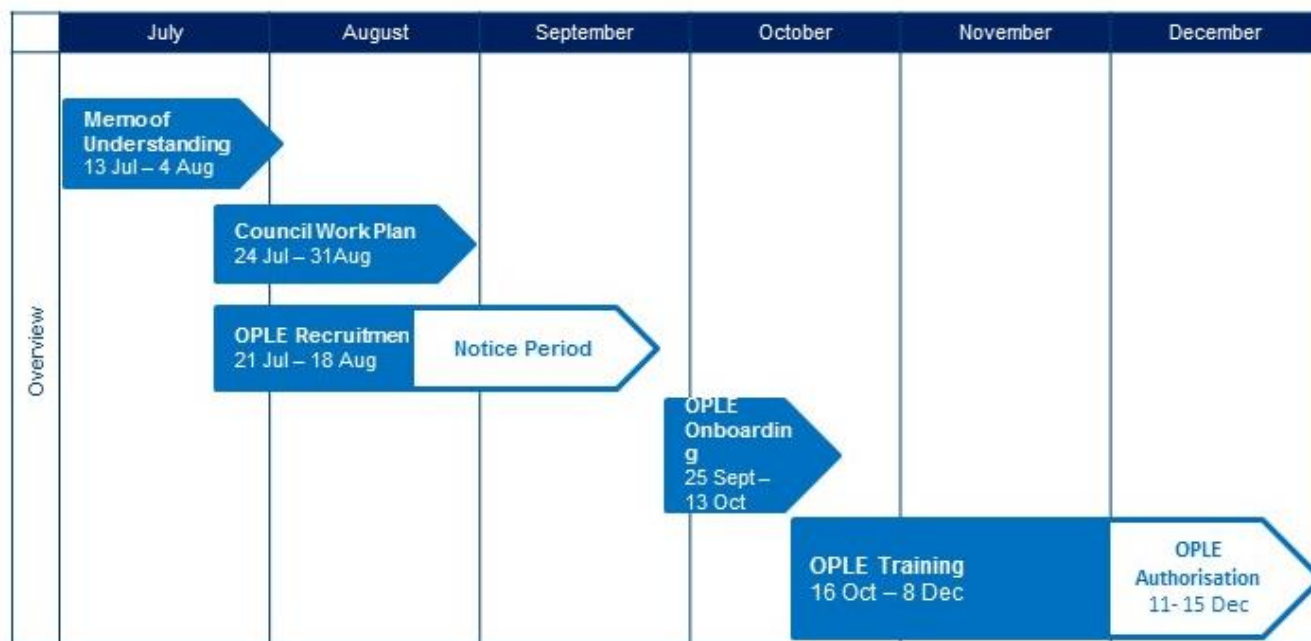 July August September October November December
Overview
Memo of
Understanding
13 Jul – 4 Aug
Council Work Plan
24 Jul – 31Aug
OPLE Recruitmen
21 Jul – 18 Aug
Notice Period
OPLE
Onboardin
g
25 Sept –
13 Oct
OPLE Training
16 Oct – 8 Dec
OPLE
Authorisation
11- 15 Dec